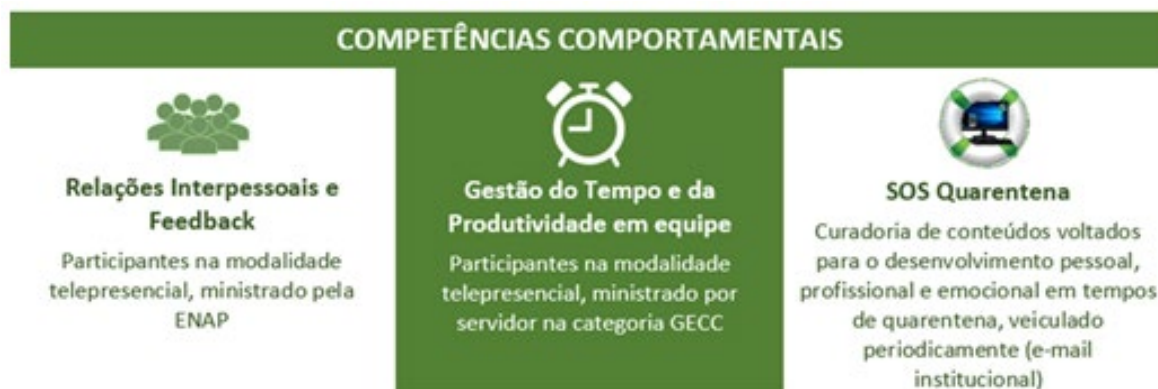 COMPETÊNCIAS COMPORTAMENTAIS
Relações Interpessoais e
Feedback
Participantes na modalidade
telepresencial, ministrado pela
ENAP
Gestão do Tempo e da
Produtividade em equipe
Participantes na modalidade
telepresencial, ministrado por
servidor na categoria GECC
SOS Quarentena
Curadoria de conteúdos voltados
para o desenvolvimento pessoal,
profissional e emocional em tempos
de quarentena, veiculado
periodicamente (e-mail
institucional)